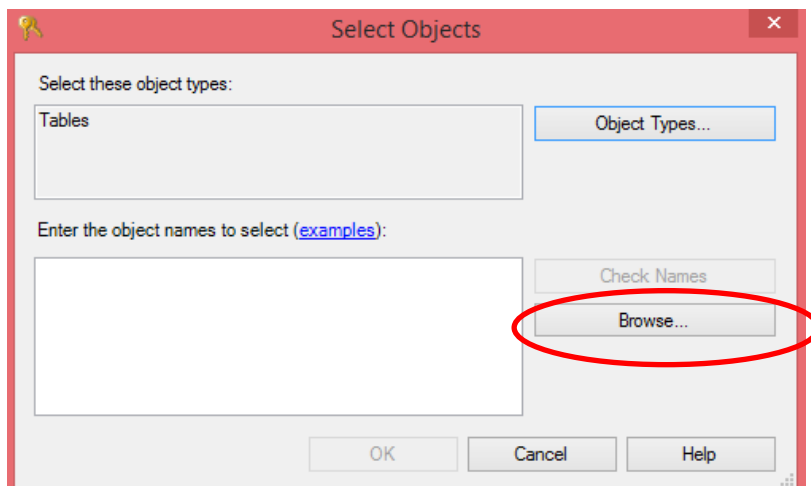 Select Objects
Select these object types:
Tables
Object Types...
Enter the object names to select (examples):
Check Names
Browse...
OK
Cancel
Help